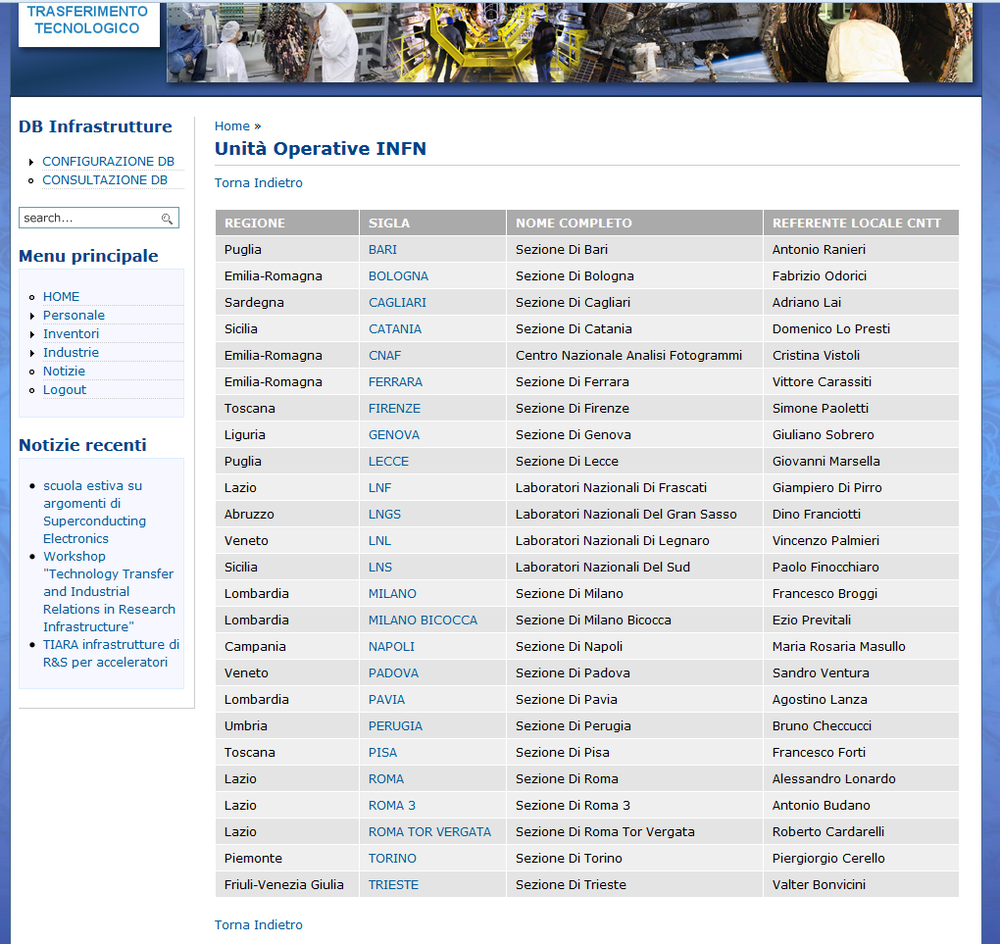 TRASFERIMENTO
TECNOLOGICO
DB Infrastrutture
CONFIGURAZIONE DB
CONSULTAZIONE DB
search...
Menu principale
HOME
Personale
Inventori
Industrie
Notizie
Logout
Notizie recenti
scuola estiva su
argomenti di
Superconducting
Electronics
Workshop
"Technology Transfer
and Industrial
Relations in Research
Infrastructure"
TIARA infrastrutture di
R&S per acceleratori
Home »
Unità Operative INFN
Torna Indietro
REGIONE SIGLA NOME COMPLETO REFERENTE LOCALE CNTT
Puglia BARI Sezione Di Bari Antonio Ranieri
Emilia-Romagna BOLOGNA Sezione Di Bologna Fabrizio Odorici
Sardegna CAGLIARI Sezione Di Cagliari Adriano Lai
Sicilia CATANIA Sezione Di Catania Domenico Lo Presti
Emilia-Romagna CNAF Centro Nazionale Analisi Fotogrammi Cristina Vistoli
Emilia-Romagna FERRARA Sezione Di Ferrara Vittore Carassiti
Toscana FIRENZE Sezione Di Firenze Simone Paoletti
Liguria GENOVA Sezione Di Genova Giuliano Sobrero
Puglia LECCE Sezione Di Lecce Giovanni Marsella
Lazio LNF Laboratori Nazionali Di Frascati Giampiero Di Pirro
Abruzzo LNGS Laboratori Nazionali Del Gran Sasso Dino Franciotti
Veneto LNL Laboratori Nazionali Di Legnaro Vincenzo Palmieri
Sicilia LNS Laboratori Nazionali Del Sud Paolo Finocchiaro
Lombardia MILANO Sezione Di Milano Francesco Broggi
Lombardia MILANO BICOCCA Sezione Di Milano Bicocca Ezio Previtali
Campania NAPOLI Sezione Di Napoli Maria Rosaria Masullo
Veneto PADOVA Sezione Di Padova Sandro Ventura
Lombardia PAVIA Sezione Di Pavia Agostino Lanza
Umbria PERUGIA Sezione Di Perugia Bruno Checcucci
Toscana PISA Sezione Di Pisa Francesco Forti
Lazio ROMA Sezione Di Roma Alessandro Lonardo
Lazio ROMA 3 Sezione Di Roma 3 Antonio Budano
Lazio ROMA TOR VERGATA Sezione Di Roma Tor Vergata Roberto Cardarelli
Piemonte TORINO Sezione Di Torino Piergiorgio Cerello
Friuli-Venezia Giulia TRIESTE Sezione Di Trieste Valter Bonvicini
Torna Indietro